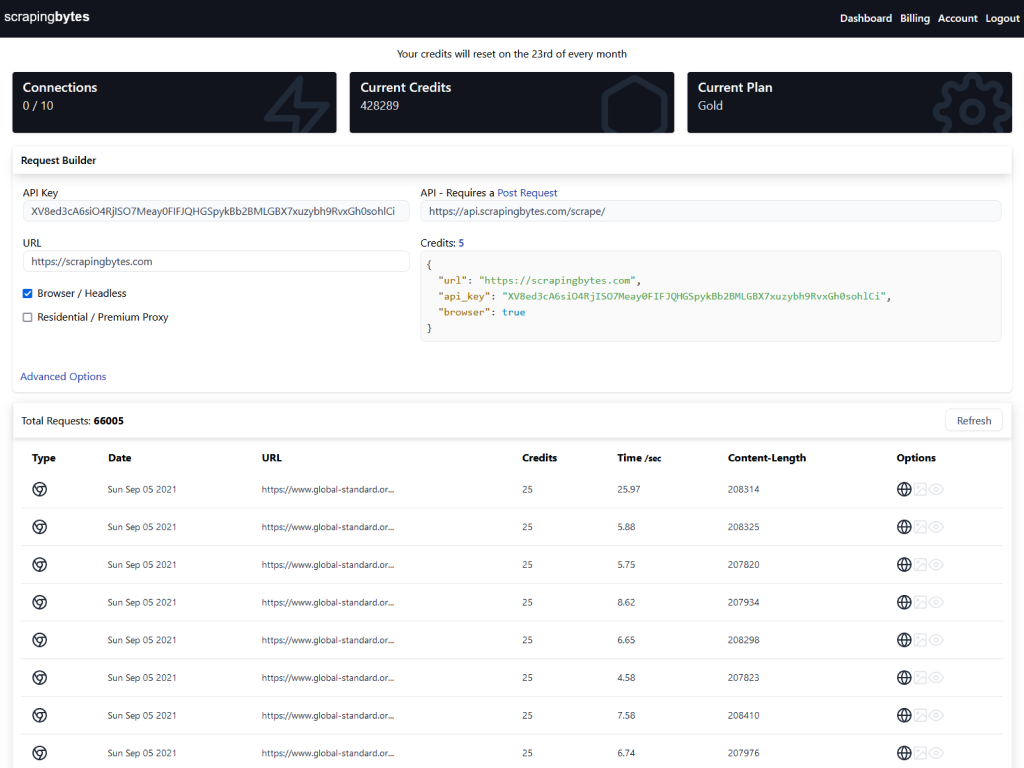 scrapingbytes
Dashboard Billing Account Logout
Your credits will reset on the 23rd of every month
Connections
0 / 10
Current Credits
428289
Current Plan
Gold
Request Builder
API Key
XV8ed3cA6siO4RjISO7Meay0FIFJQHGSpykBb2BMLGBX7xuzybh9RvxGh0sohlCi
API - Requires a Post Request
https://api.scrapingbytes.com/scrape/
URL
https://scrapingbytes.com
Browser / Headless
Residential / Premium Proxy
Credits: 5
{
"url": "https://scrapingbytes.com",
"api_key": "XV8ed3cA6siO4RjISO7Meay0FIFJQHGSpykBb2BMLGBX7xuzybh9RvxGh0sohlCi",
"browser": true
}
Advanced Options
Total Requests: 66005
Refresh
Type Date URL Credits Time /sec Content-Length Options
Sun Sep 05 2021 https://www.global-standard.or... 25 25.97 208314
Sun Sep 05 2021 https://www.global-standard.or... 25 5.88 208325
Sun Sep 05 2021 https://www.global-standard.or... 25 5.75 207820
Sun Sep 05 2021 https://www.global-standard.or... 25 8.62 207934
Sun Sep 05 2021 https://www.global-standard.or... 25 6.65 208298
Sun Sep 05 2021 https://www.global-standard.or... 25 4.58 207823
Sun Sep 05 2021 https://www.global-standard.or... 25 7.58 208410
Sun Sep 05 2021 https://www.global-standard.or... 25 6.74 207976